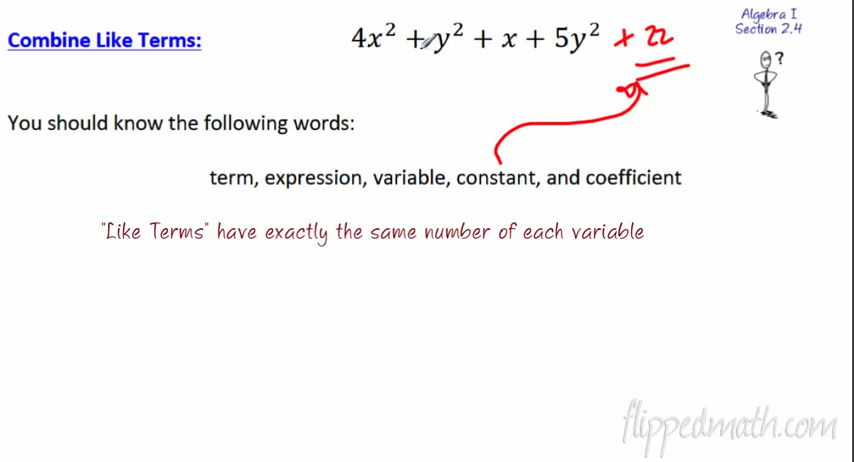 Algebra I
Section 2.4
Combine Like Terms: 4x² + y² + x + 5y² + 22
?
You should know the following words:
term, expression, variable, constant, and coefficient
"Like Terms" have exactly the same number of each variable
flippedmath.com